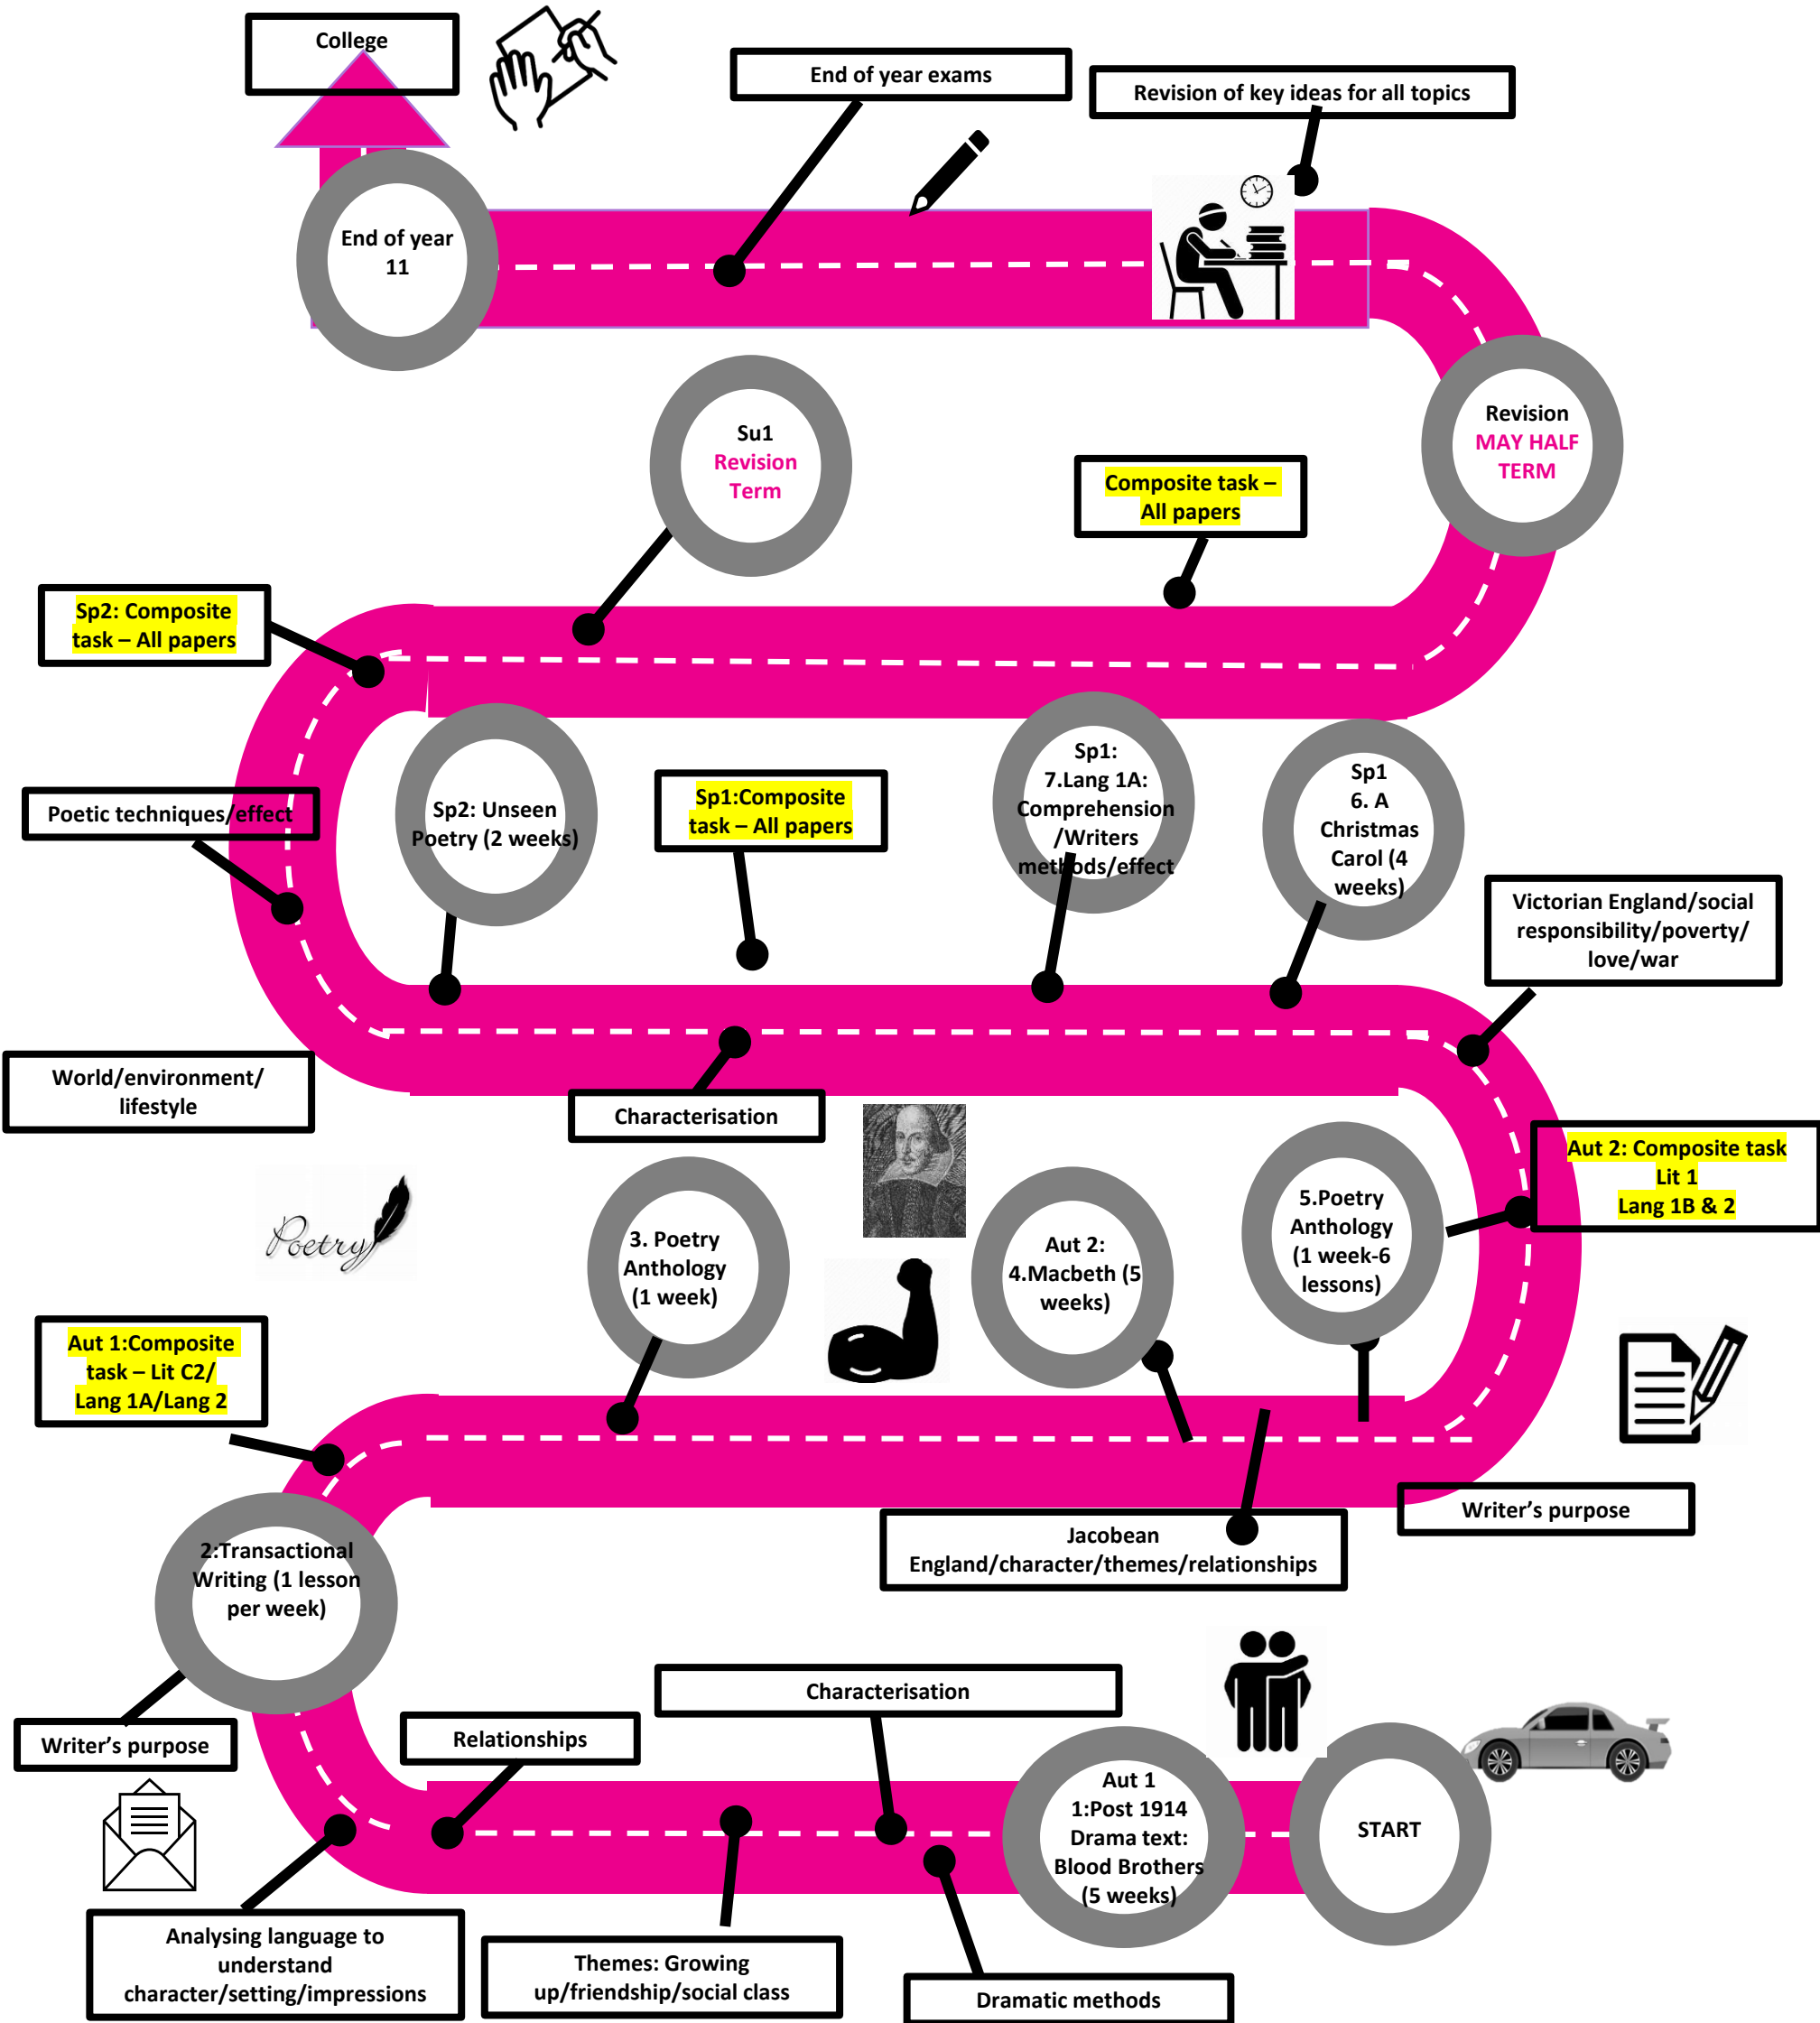 College
End of year exams
Revision of key ideas for all topics
End of year
11
Su1
Revision
Term
Revision
MAY HALF
TERM
Composite task –
All papers
Sp2: Composite
task – All papers
Sp2: Unseen
Poetry (2 weeks)
Sp1:Composite
task – All papers
Sp1:
7.Lang 1A:
Comprehension
/Writers
methods/effect
Sp1
6. A
Christmas
Carol (4
weeks)
Poetic techniques/effect
Victorian England/social
responsibility/poverty/
love/war
World/environment/
lifestyle
Characterisation
Aut 2: Composite task
Lit 1
Lang 1B & 2
Poetry
3. Poetry
Anthology
(1 week)
Aut 2:
4.Macbeth (5
weeks)
5.Poetry
Anthology
(1 week-6
lessons)
Aut 1:Composite
task – Lit C2/
Lang 1A/Lang 2
Writer's purpose
Jacobean
England/character/themes/relationships
2:Transactional
Writing (1 lesson
per week)
Characterisation
Writer's purpose
Relationships
Aut 1
1:Post 1914
Drama text:
Blood Brothers
(5 weeks)
START
Analysing language to
understand
character/setting/impressions
Themes: Growing
up/friendship/social class
Dramatic methods